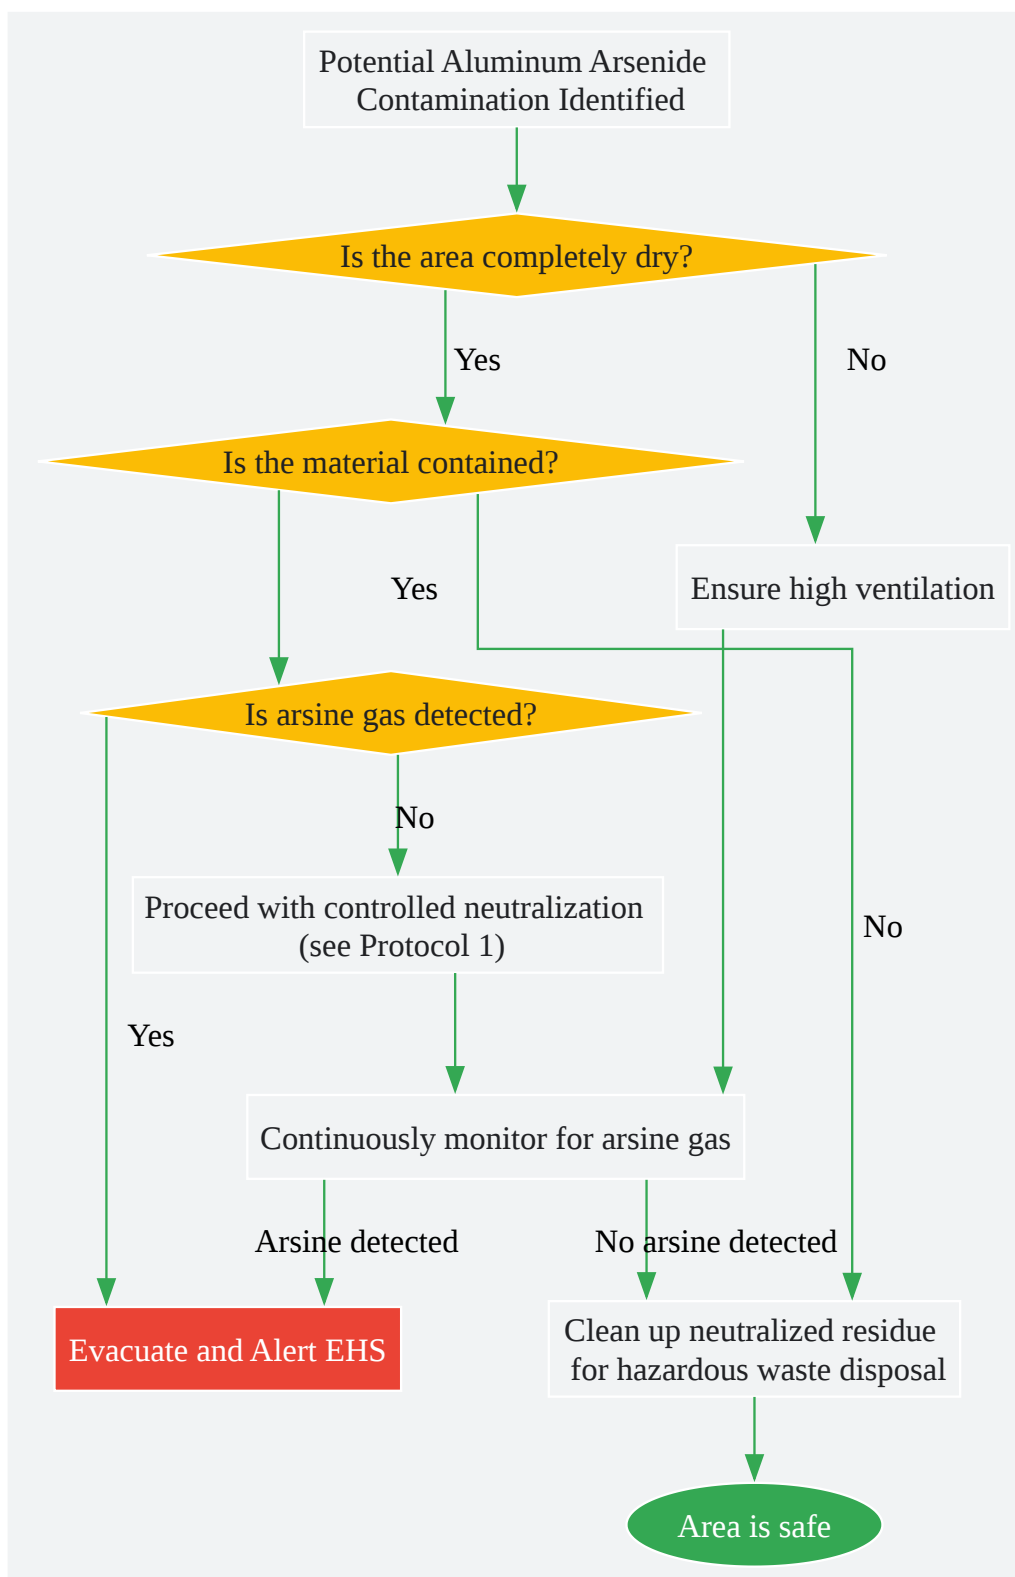 Potential Aluminum Arsenide
Contamination Identified
Is the area completely dry?
Yes
No
Is the material contained?
Yes
Ensure high ventilation
Is arsine gas detected?
No
Proceed with controlled neutralization
(see Protocol 1)
No
Yes
Continuously monitor for arsine gas
Arsine detected
No arsine detected
Evacuate and Alert EHS
Clean up neutralized residue
for hazardous waste disposal
Area is safe